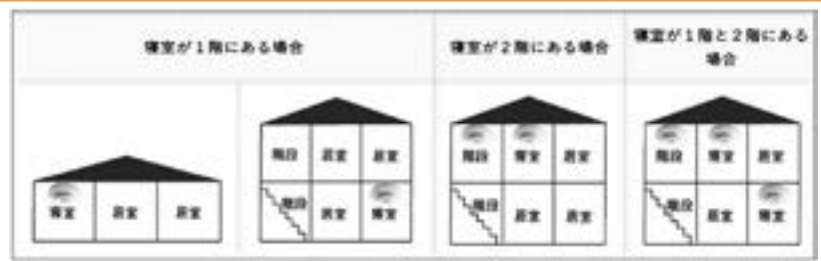 寝室が1階にある場合
寝室が2階にある場合
寝室が1階と2階にある
場合
寝室 居室 居室
階段 居室 居室
階段 居室 寝室
階段 寝室 居室
階段 居室 居室
階段 寝室 居室
階段 居室 寝室